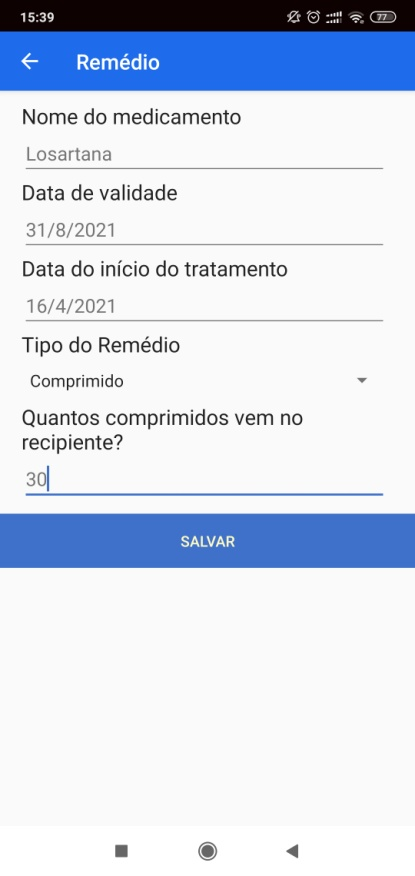 15:39
77
Remédio
Nome do medicamento
Losartana
Data de validade
31/8/2021
Data do início do tratamento
16/4/2021
Tipo do Remédio
Comprimido
Quantos comprimidos vem no
recipiente?
30
SALVAR